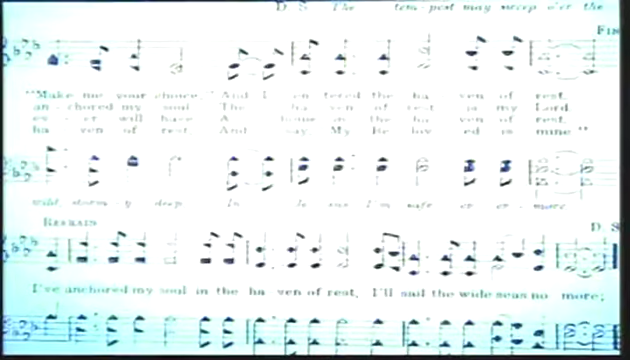 D. S. The tem - pest may sweep o'er the
FIN
"Make me your choice;" And I en - tered the ha - ven of rest,
an - chored my soul The ha - ven of rest is my Lord.
ev - er will have A home in the ha - ven of rest.
ha - ven of rest And say My Be - lov - ed is mine."
wild storm - y deep In Je - sus I'm safe ev - er - more.
REFRAIN
D. S.
I've anchored my soul in the ha - ven of rest, I'll sail the wide seas no more;